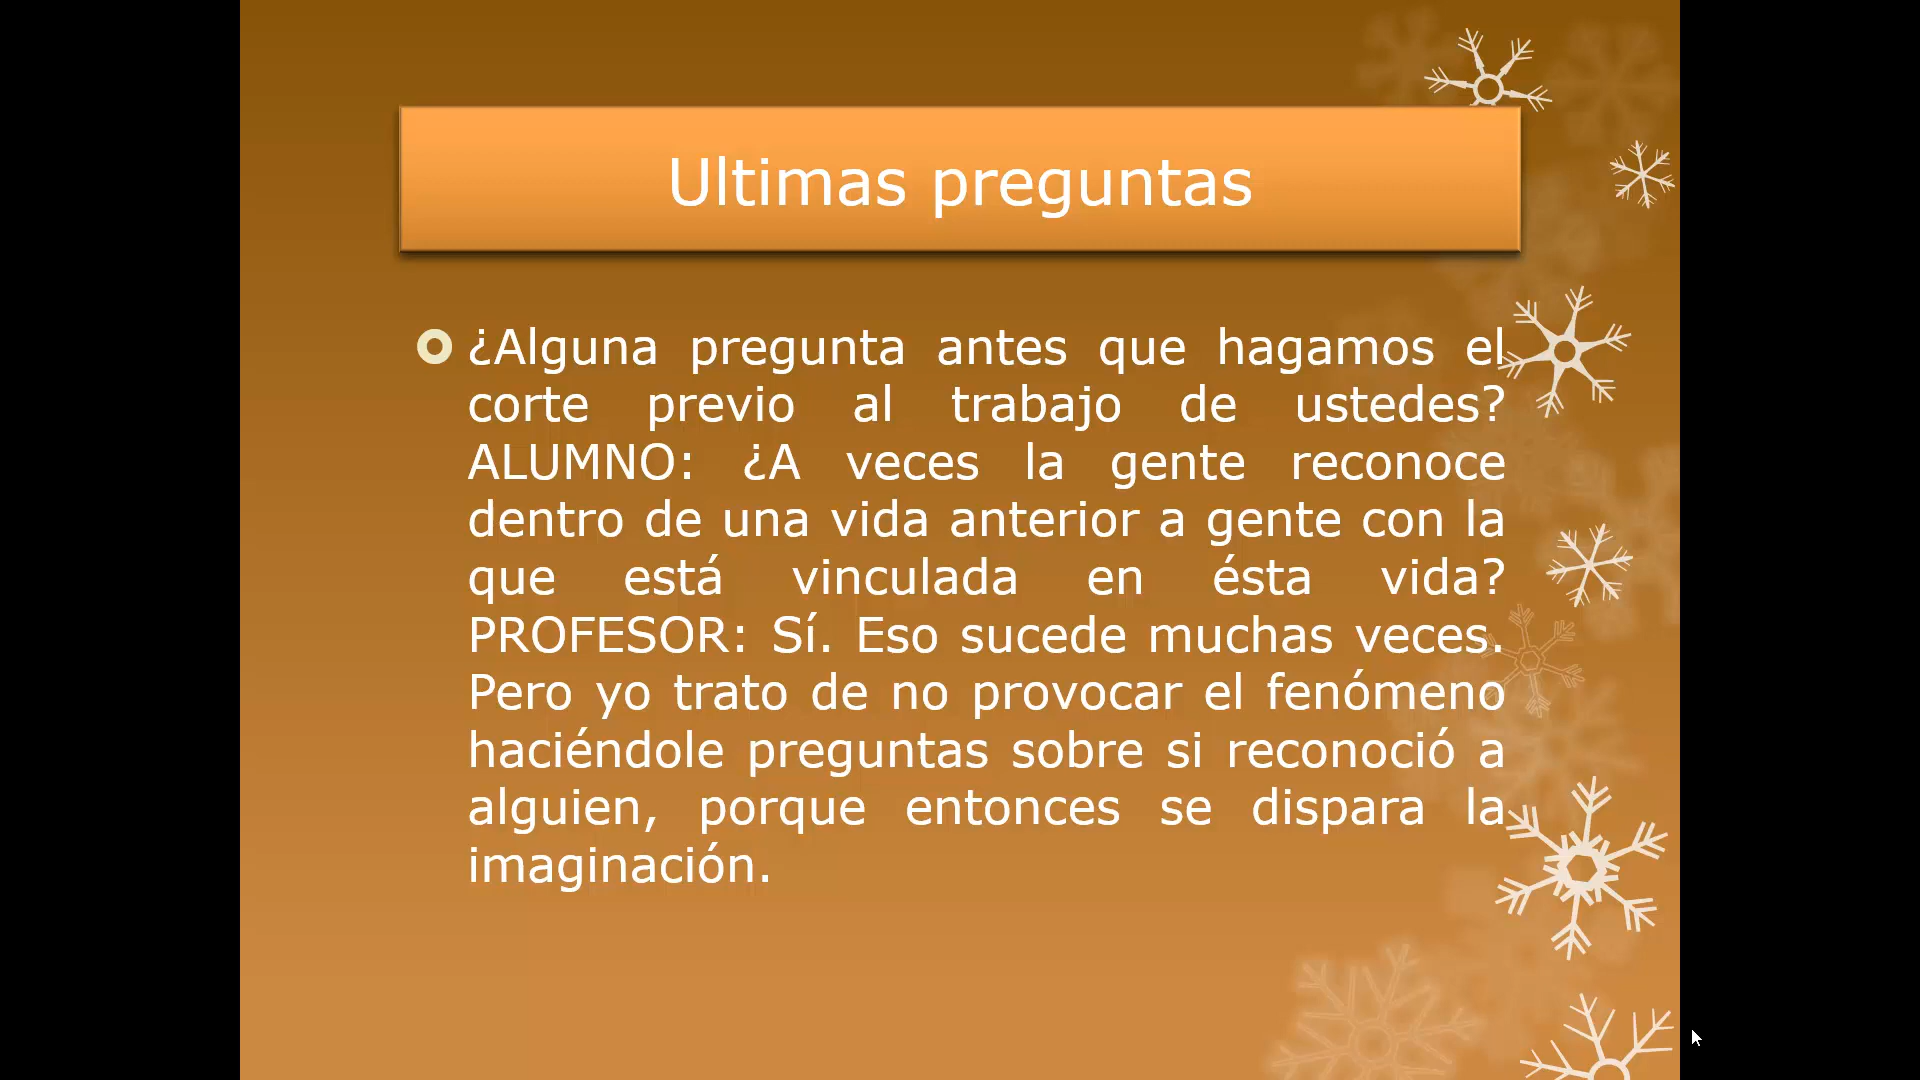 Ultimas preguntas
¿Alguna pregunta antes que hagamos el
corte previo al trabajo de ustedes?
ALUMNO: ¿A veces la gente reconoce
dentro de una vida anterior a gente con la
que está vinculada en ésta vida?
PROFESOR: Sí. Eso sucede muchas veces.
Pero yo trato de no provocar el fenómeno
haciéndole preguntas sobre si reconoció a
alguien, porque entonces se dispara la
imaginación.